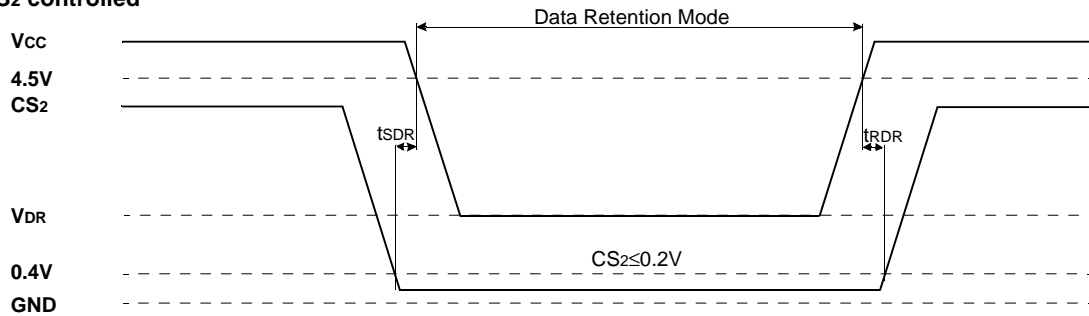 S2 controlled
Data Retention Mode
VCC
4.5V
CS2
tSDR
tRDR
VDR
CS2≤0.2V
0.4V
GND